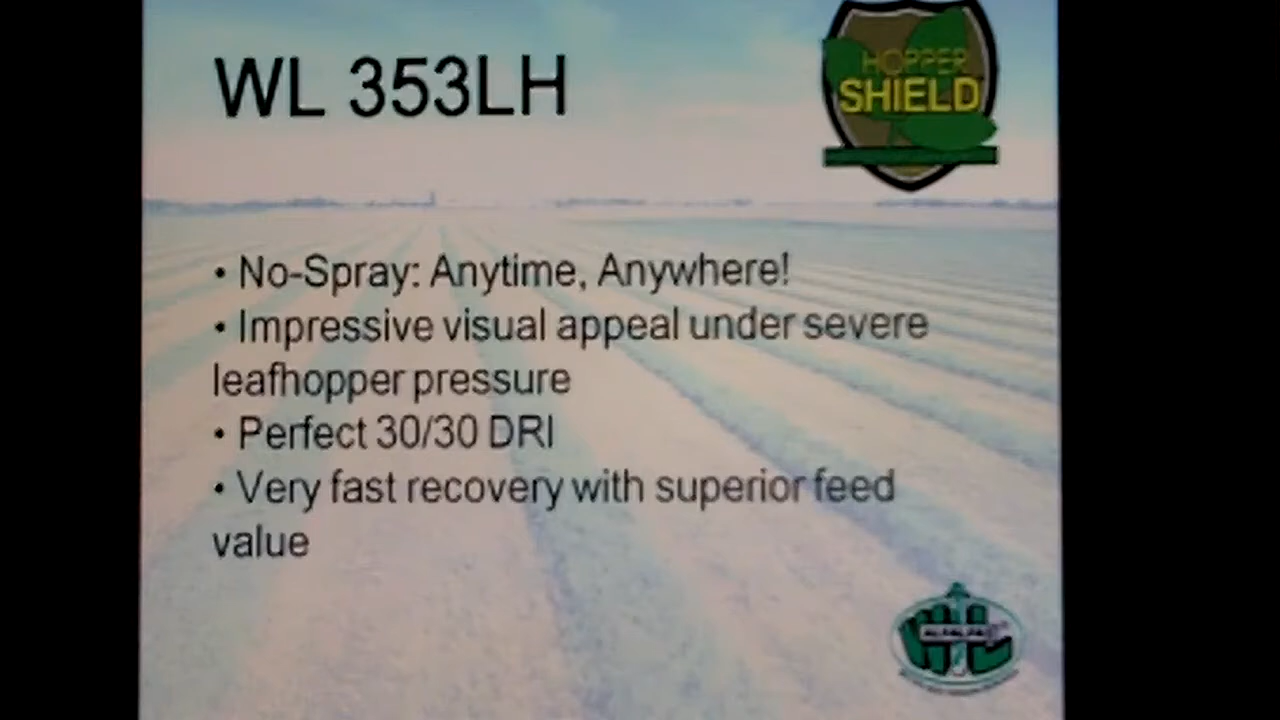 HOPPER
SHIELD
WL 353LH
• No-Spray: Anytime, Anywhere!
• Impressive visual appeal under severe
leafhopper pressure
• Perfect 30/30 DRI
• Very fast recovery with superior feed
value
WL